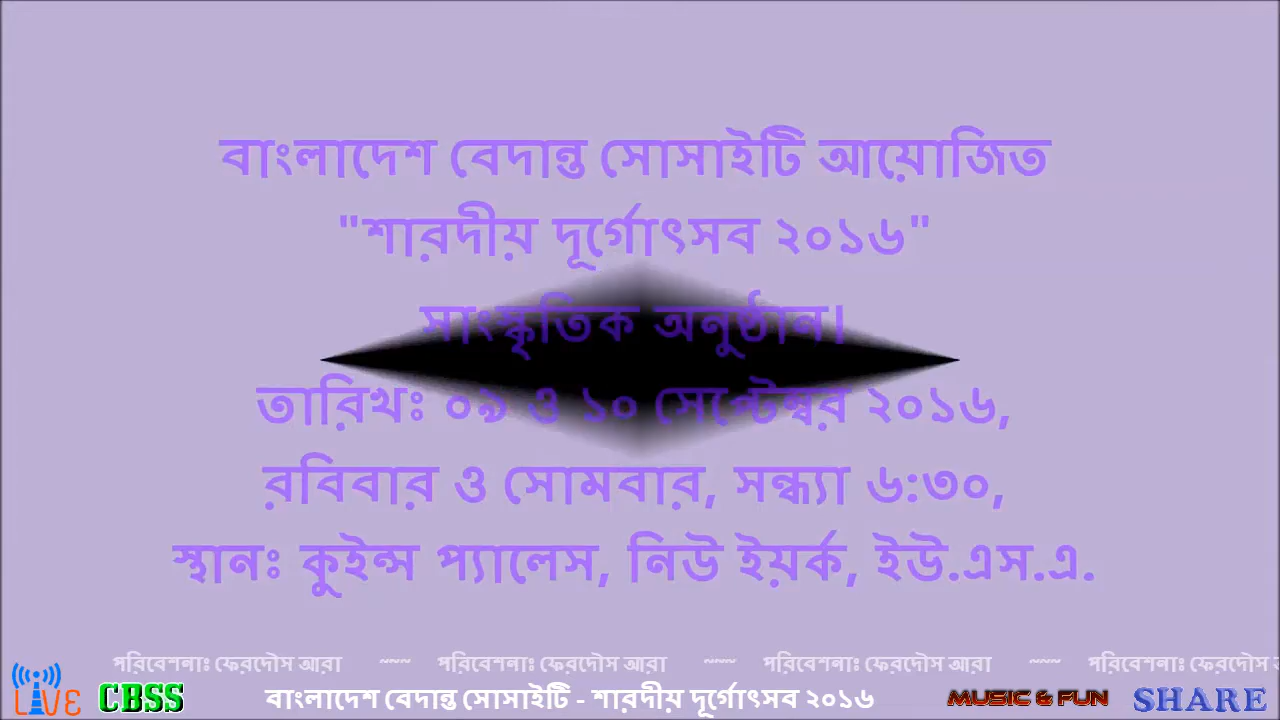 বাংলাদেশ বেদান্ত সোসাইটি আয়োজিত
"শারদীয় দূর্গোৎসব ২০১৬"
সাংস্কৃতিক অনুষ্ঠান।
তারিখঃ ০৯ ও ১০ সেপ্টেম্বর ২০১৬,
রবিবার ও সোমবার, সন্ধ্যা ৬:৩০,
স্থানঃ কুইন্স প্যালেস, নিউ ইয়র্ক, ইউ.এস.এ.
পরিবেশনাঃ ফেরদৌস আরা ~~~ পরিবেশনাঃ ফেরদৌস আরা ~~~ পরিবেশনাঃ ফেরদৌস আরা ~~~ পরিবেশনাঃ ফেরদৌস
LIVE CBSS বাংলাদেশ বেদান্ত সোসাইটি - শারদীয় দূর্গোৎসব ২০১৬ MUSIC & FUN SHARE